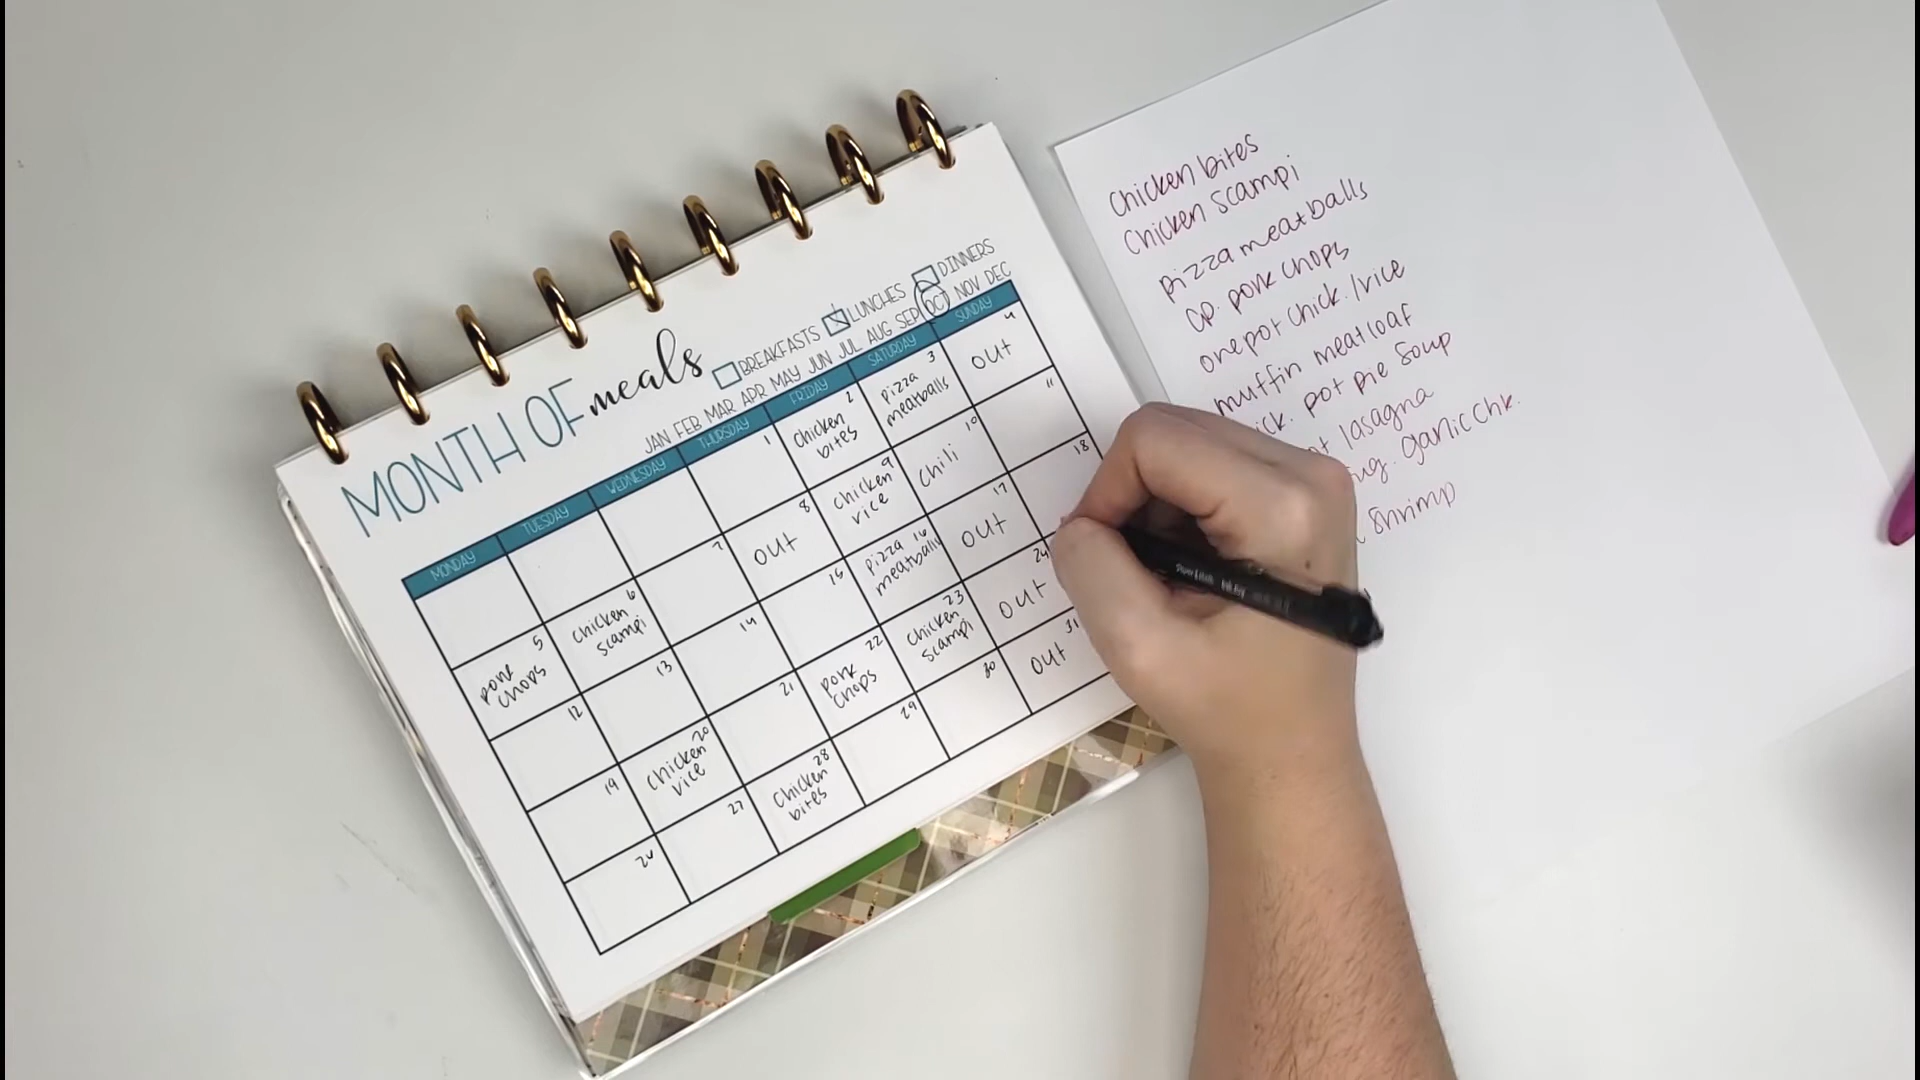 MONTH OF meals
BREAKFASTS LUNCHES DINNERS
JAN FEB MAR APR MAY JUN JUL AUG SEP OCT NOV DEC
MONDAY TUESDAY WEDNESDAY THURSDAY FRIDAY SATURDAY SUNDAY
1
2
chicken
bites
3
pizza
meatballs
4
out
5
pork
chops
6
chicken
scampi
7
8
out
9
chicken
rice
10
chili
11
12
13
14
15
16
pizza
meatballs
17
out
18
19
20
chicken
rice
21
22
pork
chops
23
chicken
scampi
24
out
26
27
28
chicken
bites
29
30
31
out
chicken bites
chicken scampi
pizza meatballs
cp. pork chops
one pot chick./rice
muffin meatloaf
pot pie soup
lasagna
garlic chk.
shrimp